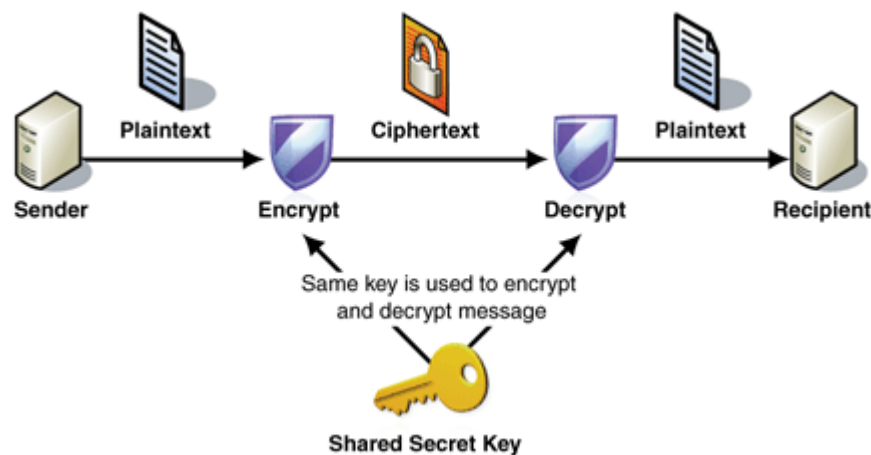 Plaintext
Ciphertext
Plaintext
Sender
Encrypt
Decrypt
Recipient
Same key is used to encrypt
and decrypt message
Shared Secret Key